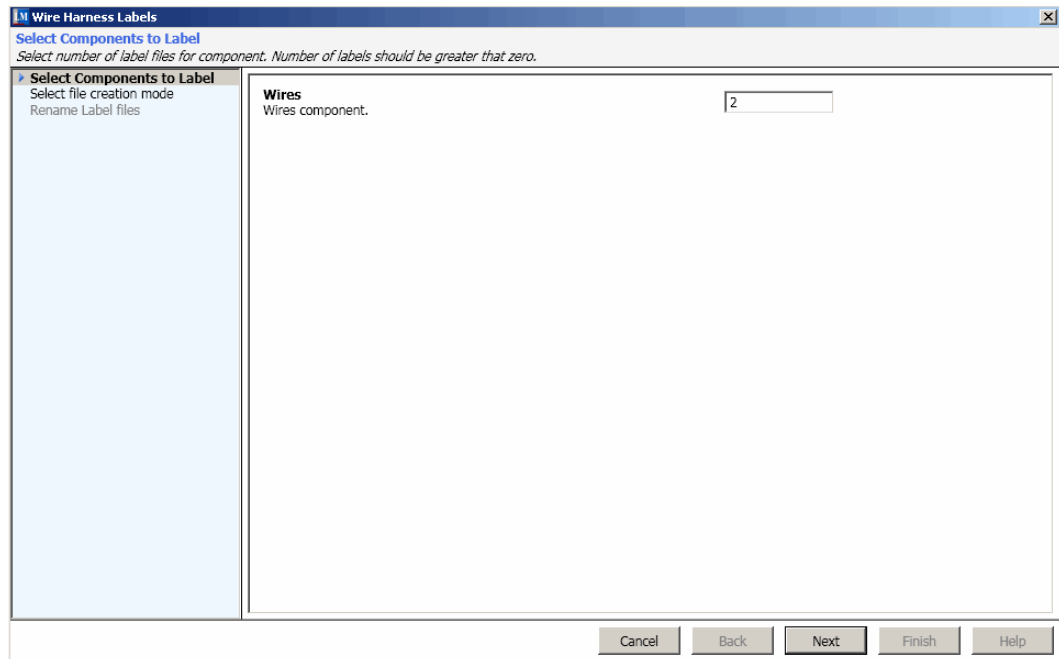 LM Wire Harness Labels
Select Components to Label
Select number of label files for component. Number of labels should be greater that zero.
Select Components to Label
Select file creation mode
Rename Label files
Wires
Wires component.
2
Cancel Back Next Finish Help